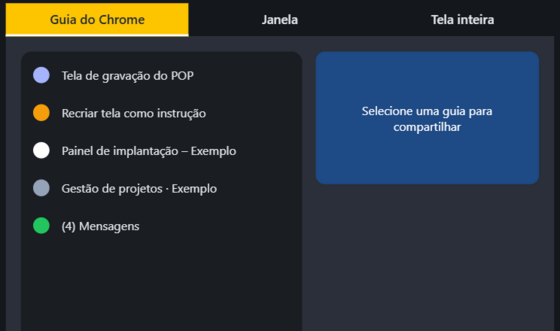 Guia do Chrome
Janela
Tela inteira
Tela de gravação do POP
Recriar tela como instrução
Painel de implantação – Exemplo
Gestão de projetos · Exemplo
(4) Mensagens
Selecione uma guia para
compartilhar